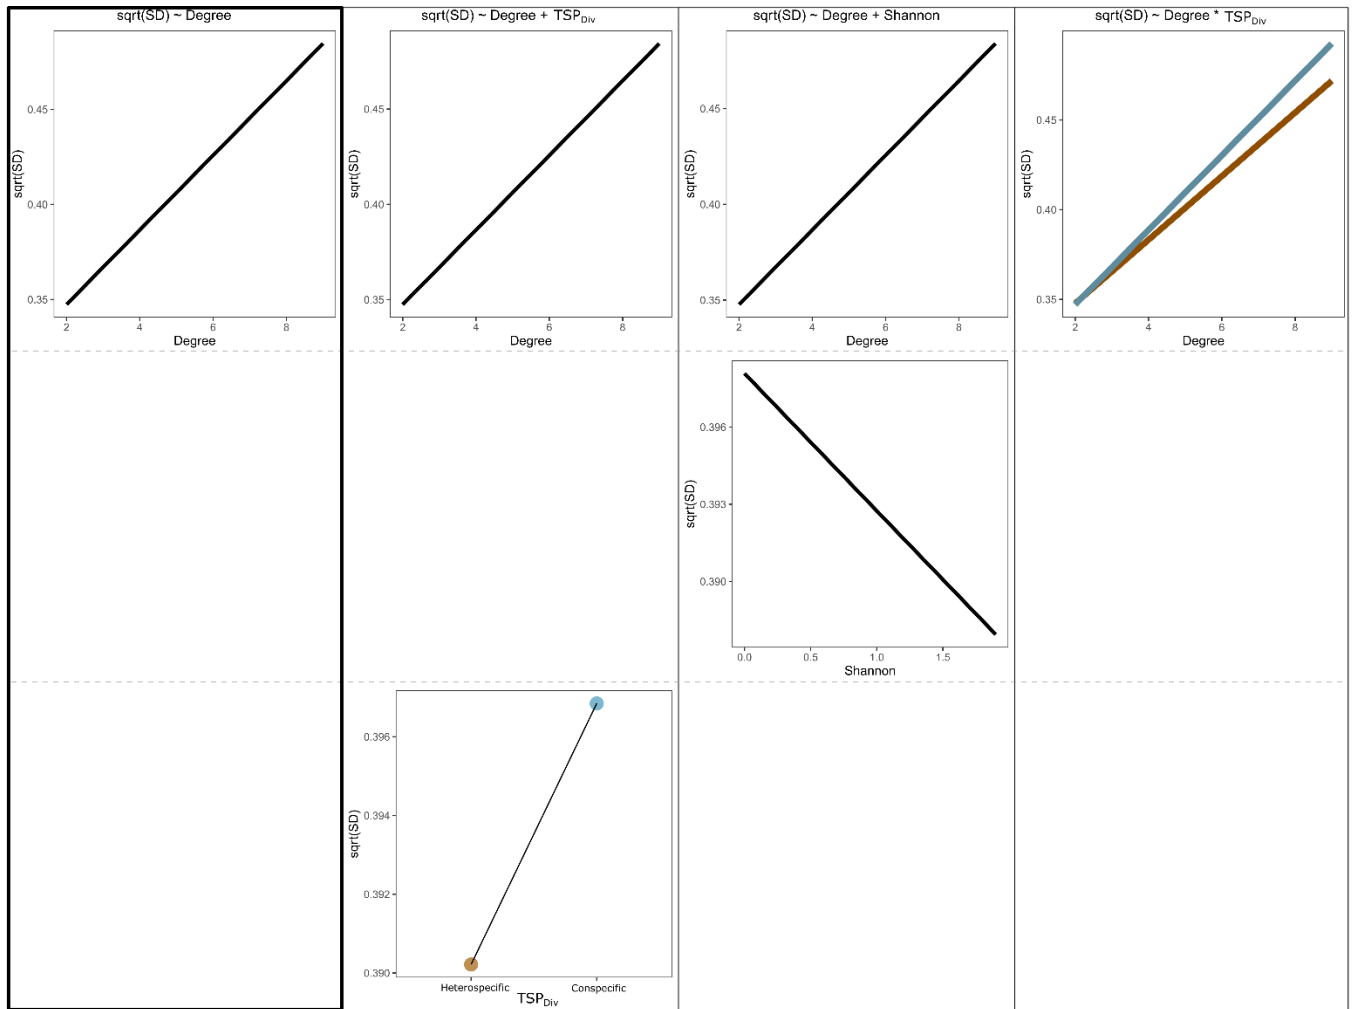 sqrt(SD) ~ Degree
sqrt(SD)
0.45
0.40
0.35
2 4 6 8
Degree
sqrt(SD) ~ Degree + TSP_Div
sqrt(SD)
0.45
0.40
0.35
2 4 6 8
Degree
sqrt(SD) ~ Degree + Shannon
sqrt(SD)
0.45
0.40
0.35
2 4 6 8
Degree
sqrt(SD) ~ Degree * TSP_Div
sqrt(SD)
0.45
0.40
0.35
2 4 6 8
Degree
sqrt(SD)
0.396
0.393
0.390
0.0 0.5 1.0 1.5
Shannon
sqrt(SD)
0.396
0.394
0.392
0.390
Heterospecific Conspecific
TSP_Div